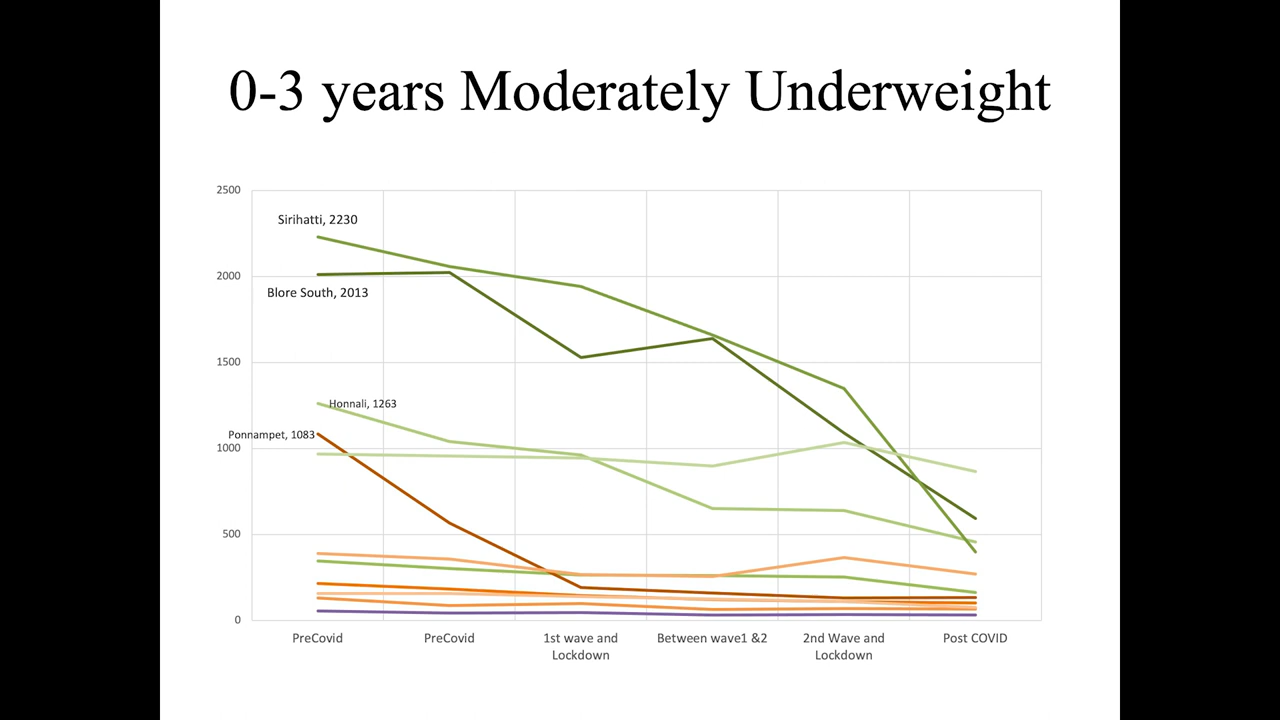 0-3 years Moderately Underweight
2500
Sirihatti, 2230
2000
Blore South, 2013
1500
Honnali, 1263
Ponnampet, 1083
1000
500
0
PreCovid
PreCovid
1st wave and
Lockdown
Between wave1 &2
2nd Wave and
Lockdown
Post COVID